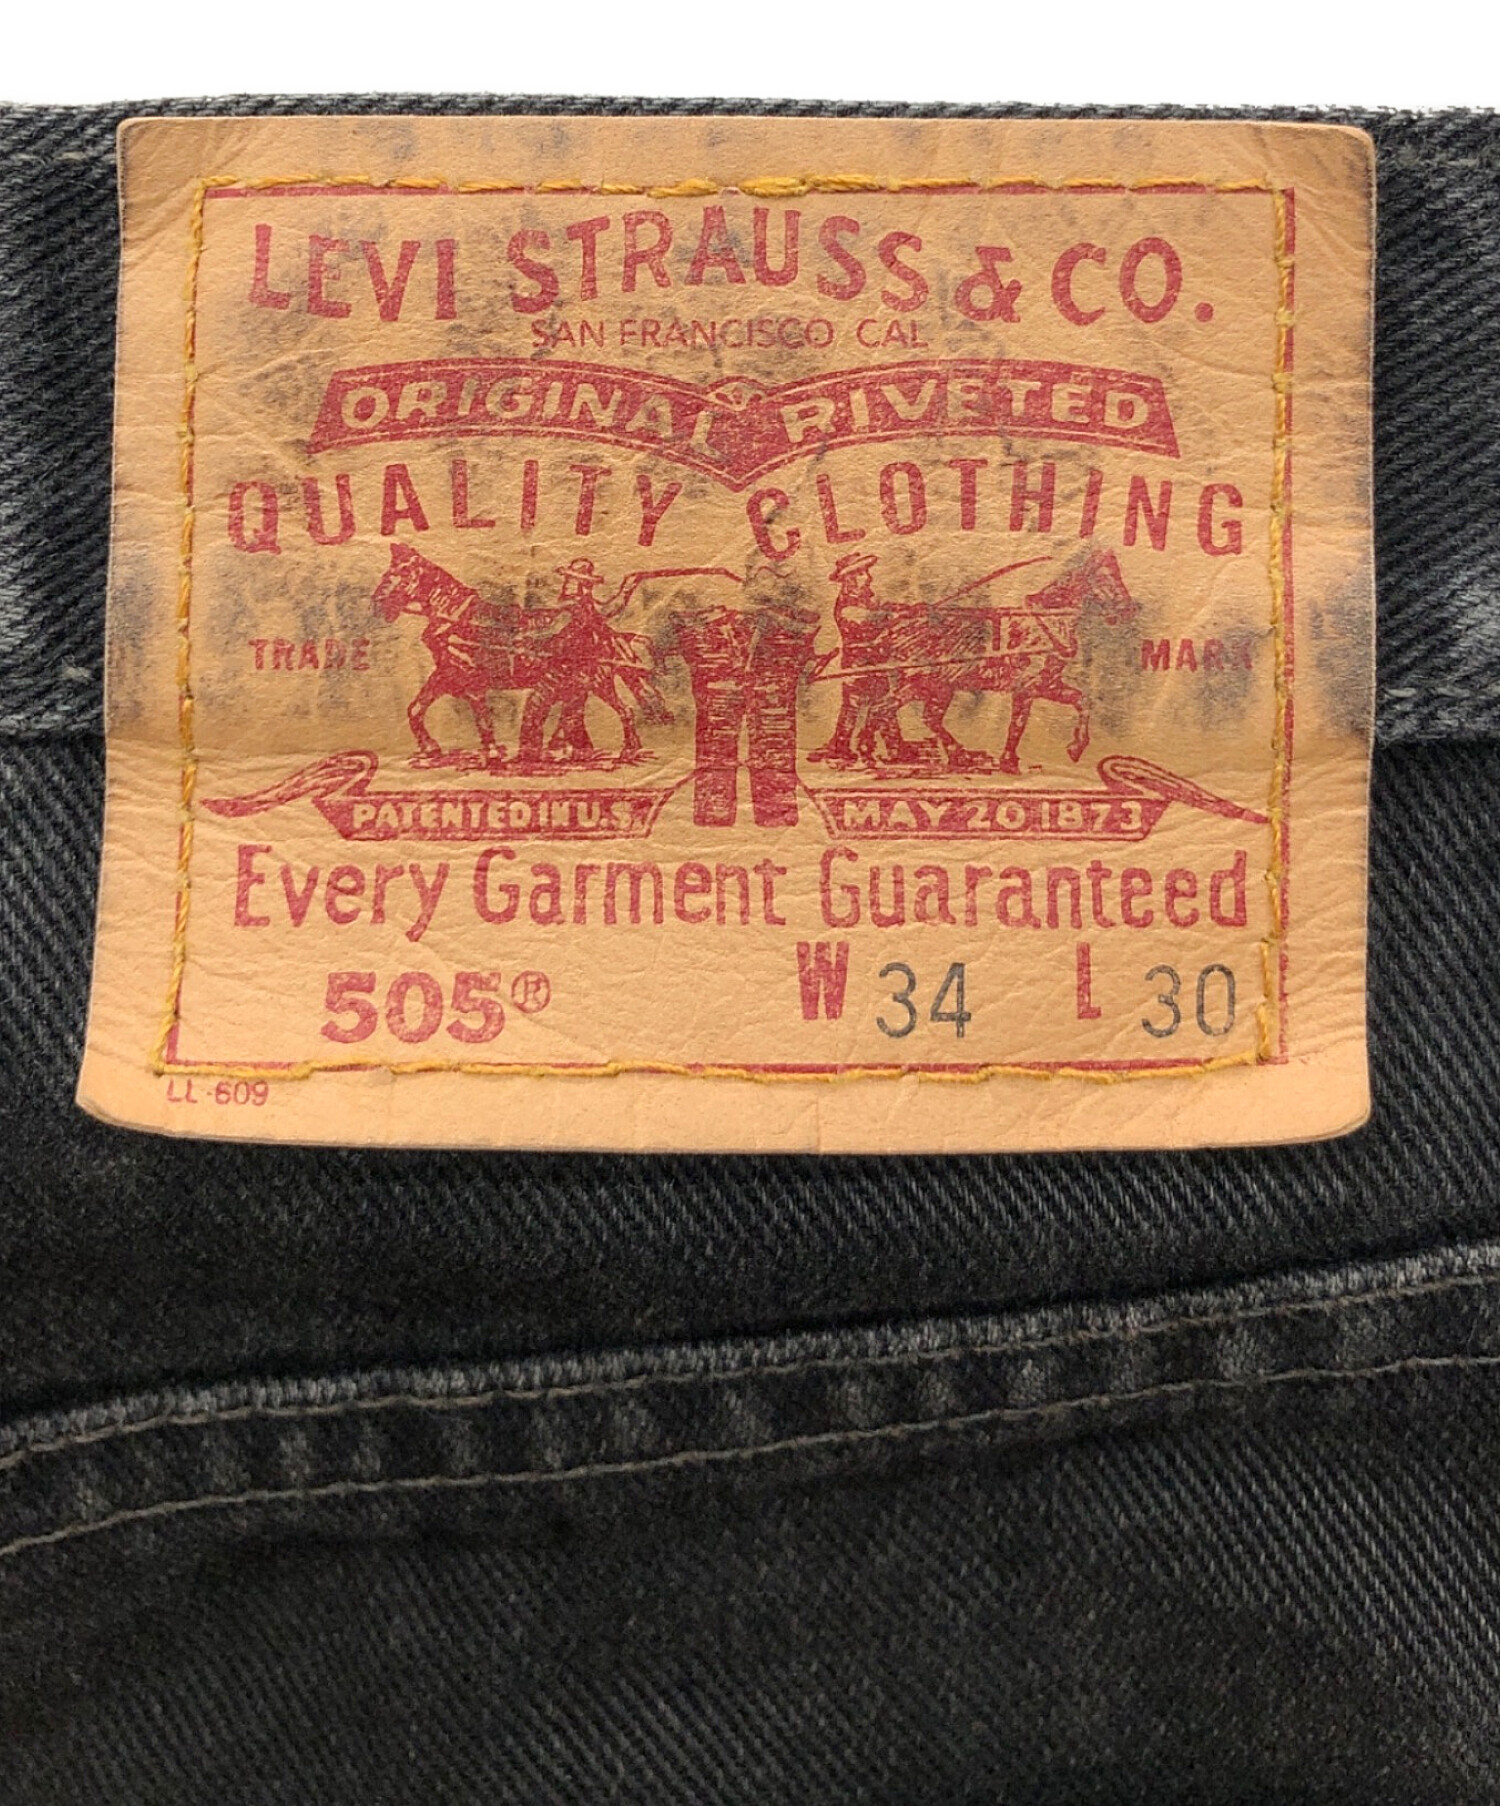 LEVI STRAUSS & CO.
SAN FRANCISCO CAL
ORIGINAL RIVETED
QUALITY CLOTHING
TRADE MARK
PATENTED IN U.S. MAY 20 1873
Every Garment Guaranteed
505® W 34 L 30
LL-609